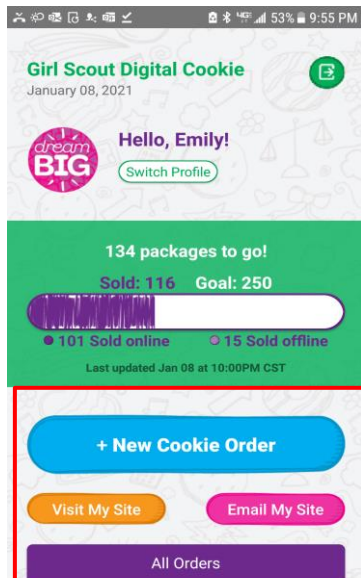 53% 9:55 PM
Girl Scout Digital Cookie
January 08, 2021
dream
BIG
Hello, Emily!
Switch Profile
134 packages to go!
Sold: 116 Goal: 250
101 Sold online 15 Sold offline
Last updated Jan 08 at 10:00PM CST
+ New Cookie Order
Visit My Site Email My Site
All Orders